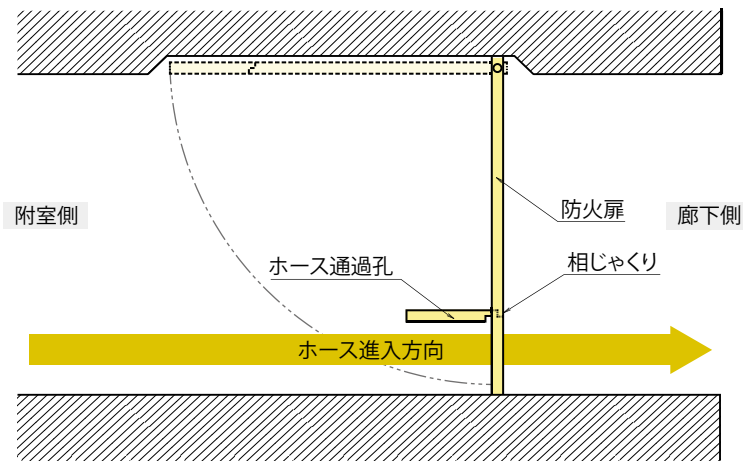 防火扉
附室側
廊下側
ホース通過孔
相じゃくり
ホース進入方向